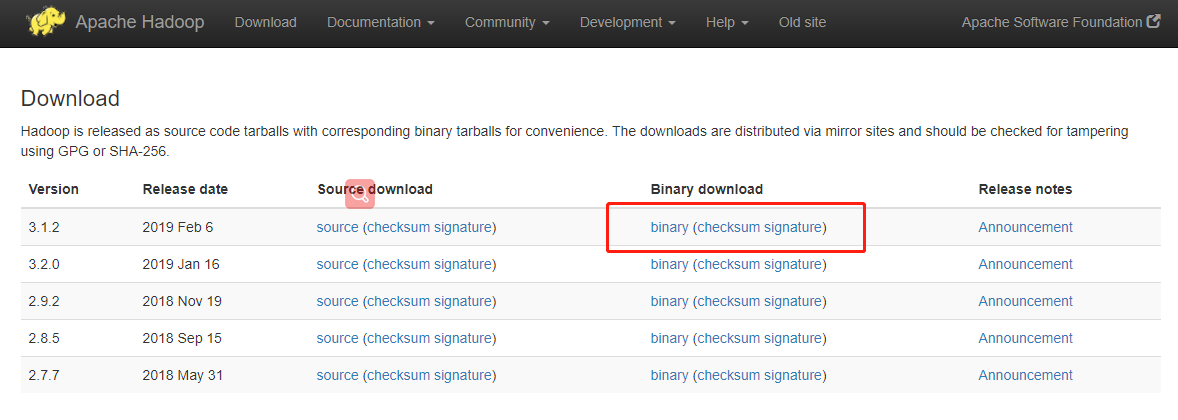 Apache Hadoop Download Documentation Community Development Help Old site Apache Software Foundation
Download
Hadoop is released as source code tarballs with corresponding binary tarballs for convenience. The downloads are distributed via mirror sites and should be checked for tampering
using GPG or SHA-256.
Version Release date Source download Binary download Release notes
3.1.2 2019 Feb 6 source (checksum signature) binary (checksum signature) Announcement
3.2.0 2019 Jan 16 source (checksum signature) binary (checksum signature) Announcement
2.9.2 2018 Nov 19 source (checksum signature) binary (checksum signature) Announcement
2.8.5 2018 Sep 15 source (checksum signature) binary (checksum signature) Announcement
2.7.7 2018 May 31 source (checksum signature) binary (checksum signature) Announcement